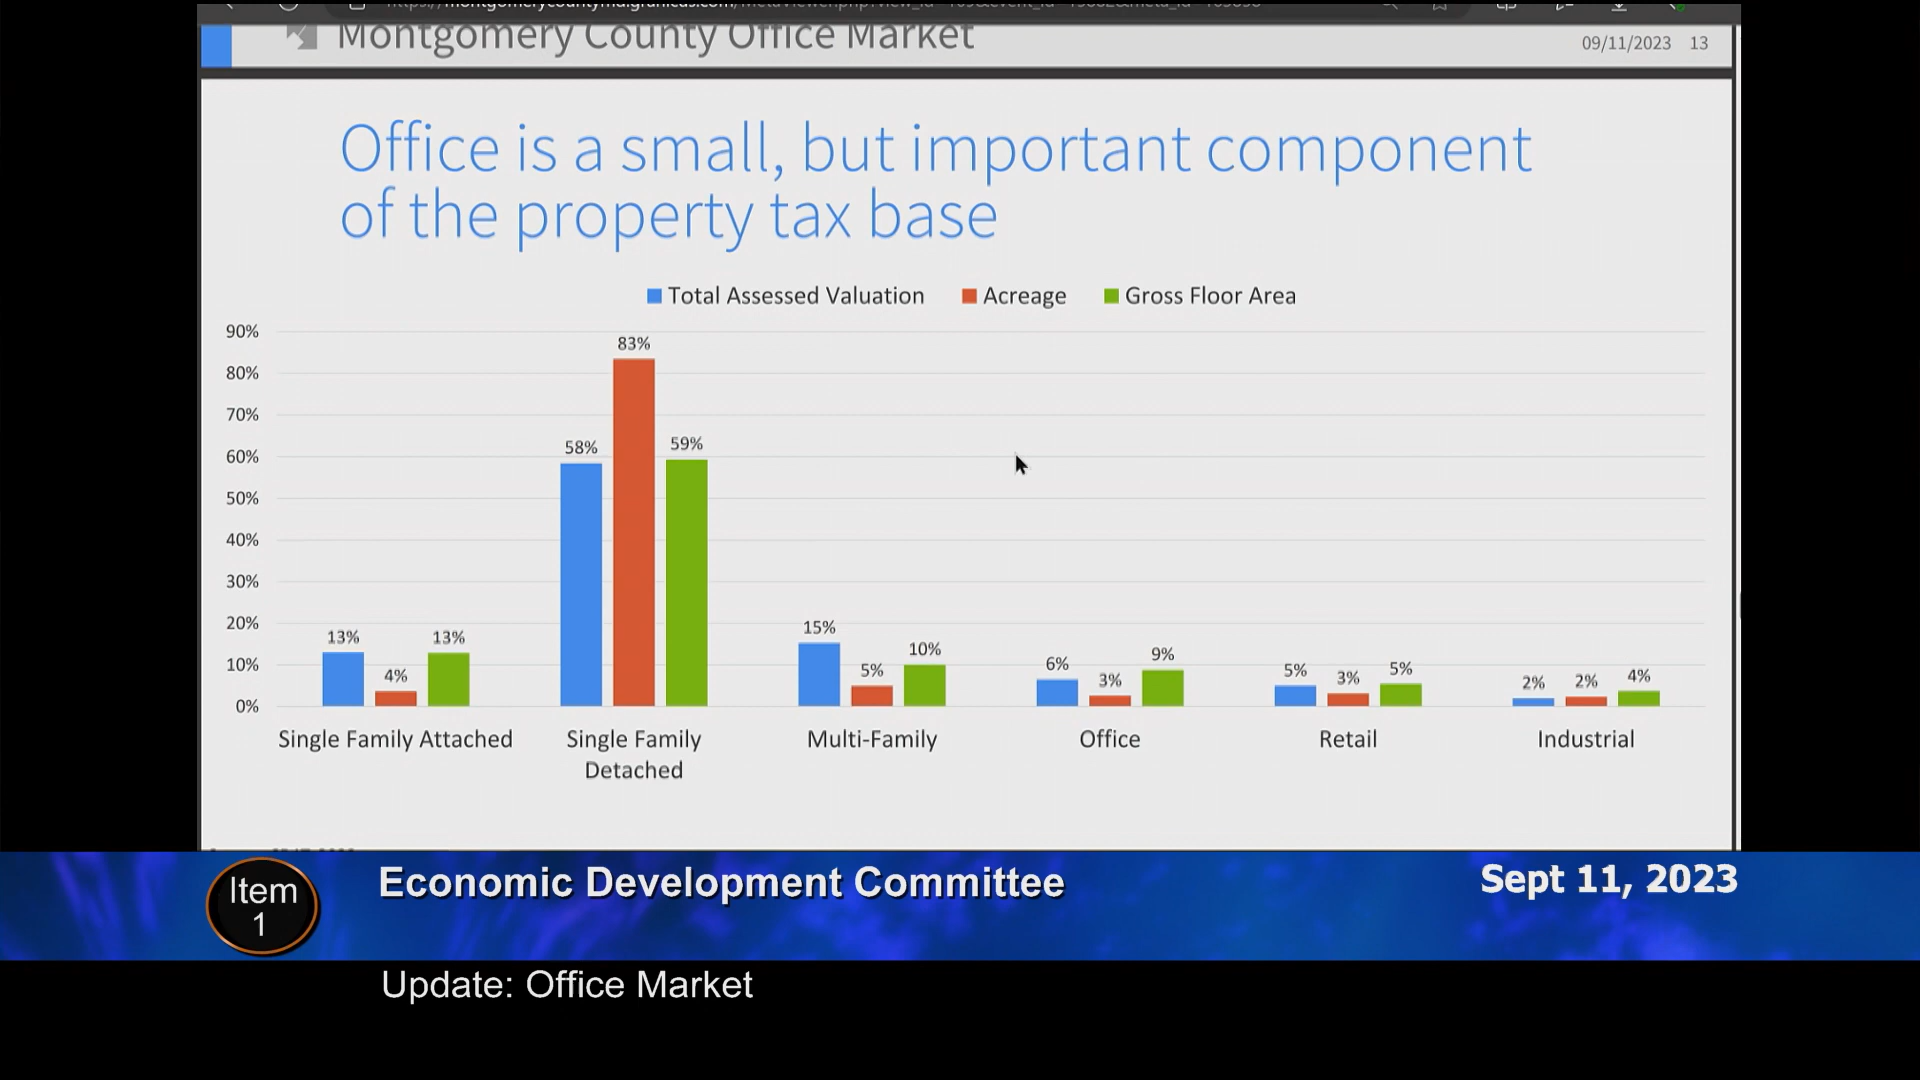 Montgomery County Office Market
09/11/2023 13
Office is a small, but important component
of the property tax base
Total Assessed Valuation Acreage Gross Floor Area
90%
80%
70%
60%
50%
40%
30%
20%
10%
0%
13% 4% 13%
58% 83% 59%
15% 5% 10%
6% 3% 9%
5% 3% 5%
2% 2% 4%
Single Family Attached
Single Family
Detached
Multi-Family
Office
Retail
Industrial
Item
1
Economic Development Committee
Sept 11, 2023
Update: Office Market